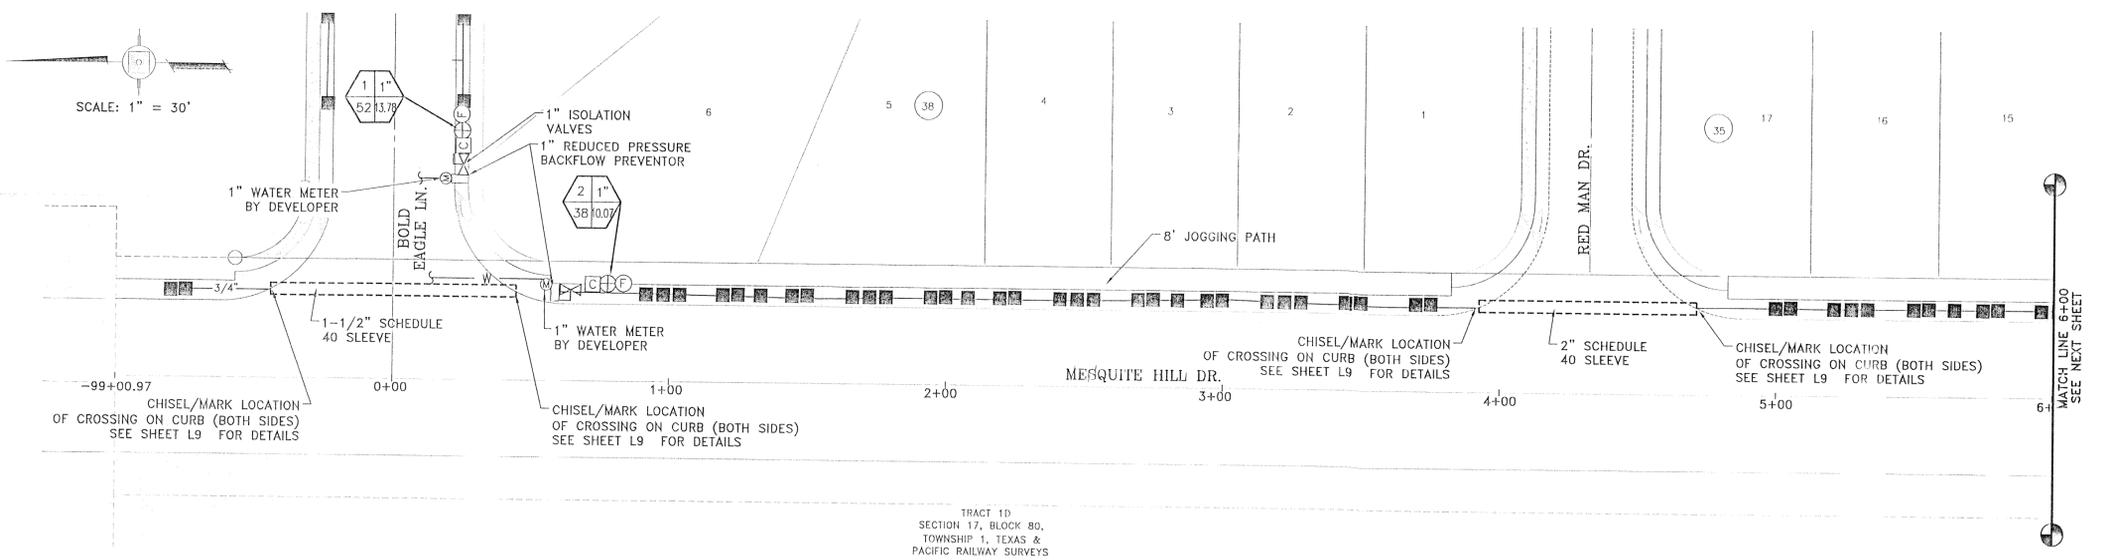 SCALE: 1" = 30'
1 1"
52 13.78
F
C
1" ISOLATION
VALVES
1" REDUCED PRESSURE
BACKFLOW PREVENTOR
M
1" WATER METER
BY DEVELOPER
BOLD
EAGLE LN.
2 1"
38 10.07
6
5
38
4
3
2
1
RED MAN DR.
35
17
16
15
8' JOGGING PATH
3/4"
W
M
C
F
1-1/2" SCHEDULE
40 SLEEVE
1" WATER METER
BY DEVELOPER
CHISEL/MARK LOCATION
OF CROSSING ON CURB (BOTH SIDES)
SEE SHEET L9 FOR DETAILS
2" SCHEDULE
40 SLEEVE
CHISEL/MARK LOCATION
OF CROSSING ON CURB (BOTH SIDES)
SEE SHEET L9 FOR DETAILS
MATCH LINE 6+00
SEE NEXT SHEET
-99+00.97
0+00
1+00
2+00
MESQUITE HILL DR.
3+00
4+00
5+00
6+
CHISEL/MARK LOCATION
OF CROSSING ON CURB (BOTH SIDES)
SEE SHEET L9 FOR DETAILS
CHISEL/MARK LOCATION
OF CROSSING ON CURB (BOTH SIDES)
SEE SHEET L9 FOR DETAILS
TRACT 1D
SECTION 17, BLOCK 80,
TOWNSHIP 1, TEXAS &
PACIFIC RAILWAY SURVEYS